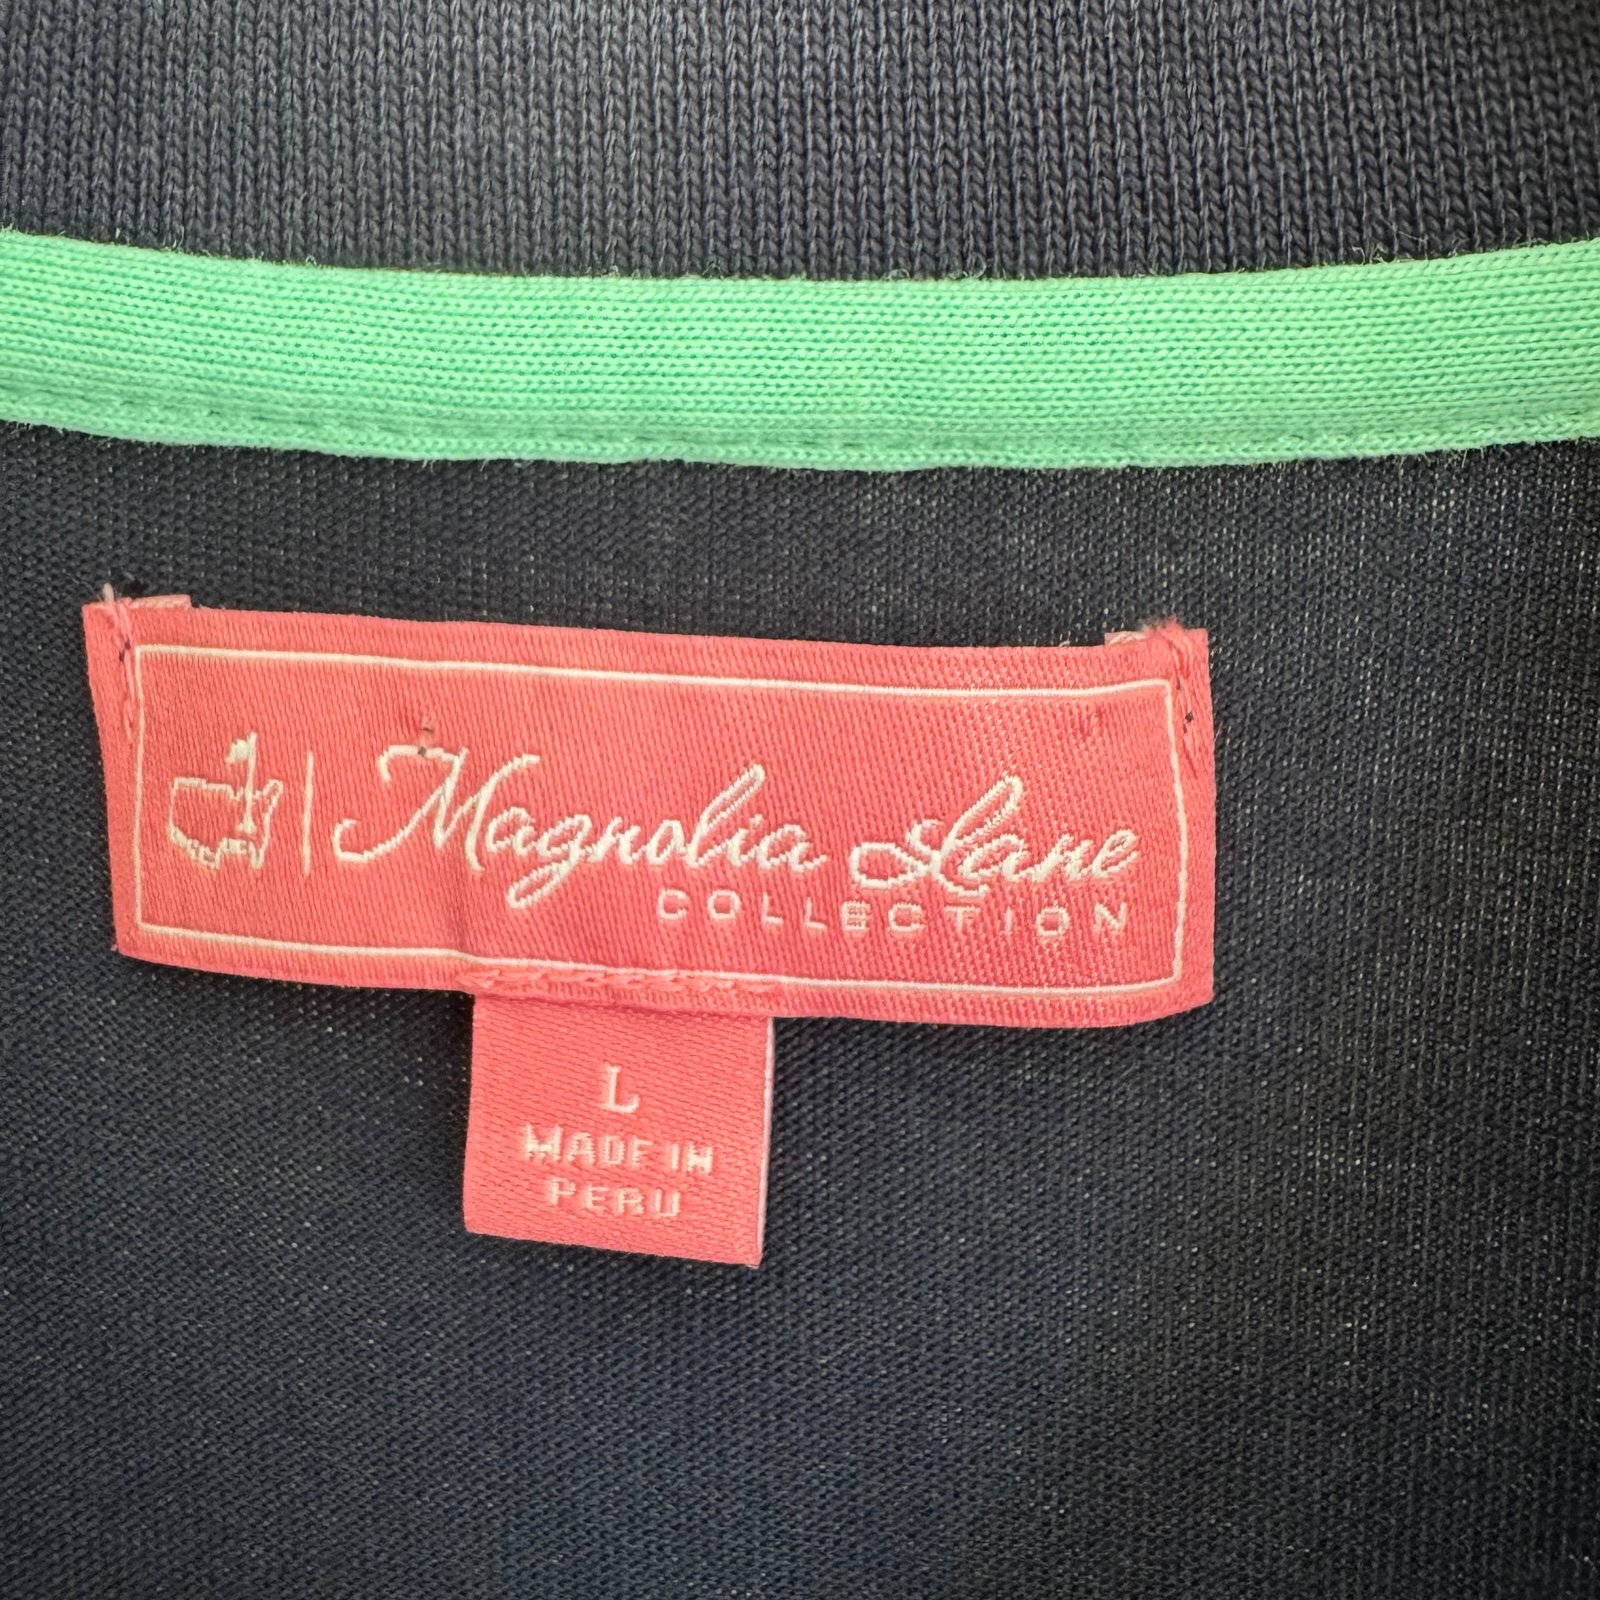 Magnolia Lane
COLLECTION
L
MADE IN
PERU